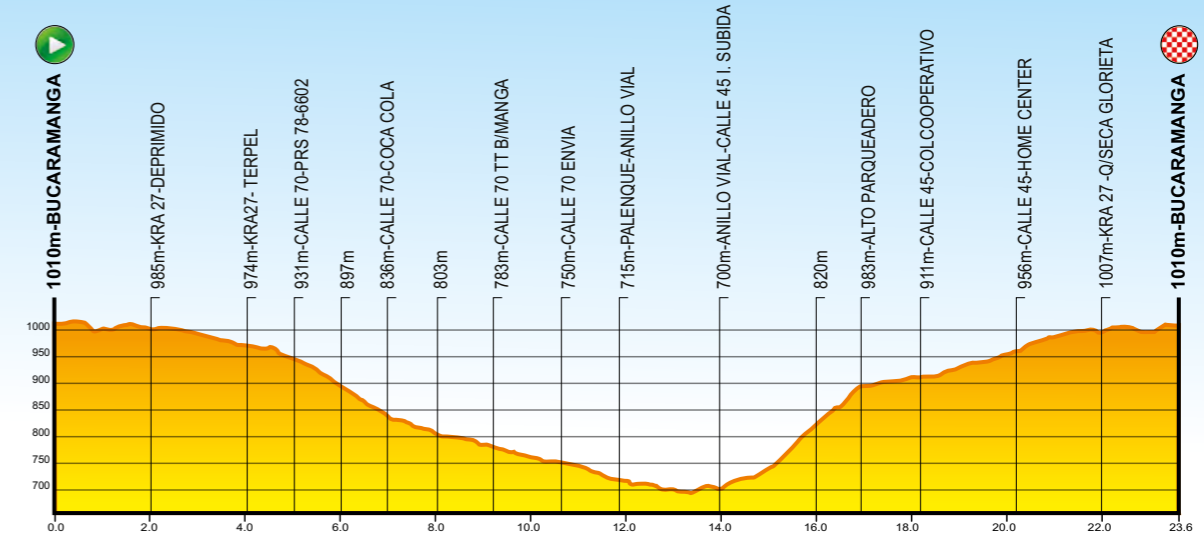 1010m-BUCARAMANGA
985m-KRA 27-DEPRIMIDO
974m-KRA27- TERPEL
931m-CALLE 70-PRS 78-6602
897m
836m-CALLE 70-COCA COLA
803m
783m-CALLE 70 TT B/MANGA
750m-CALLE 70 ENVIA
715m-PALENQUE-ANILLO VIAL
700m-ANILLO VIAL-CALLE 45 I. SUBIDA
820m
983m-ALTO PARQUEADERO
911m-CALLE 45-COLCOOPERATIVO
956m-CALLE 45-HOME CENTER
1007m-KRA 27 -Q/SECA GLORIETA
1010m-BUCARAMANGA
1000
950
900
850
800
750
700
0.0 2.0 4.0 6.0 8.0 10.0 12.0 14.0 16.0 18.0 20.0 22.0 23.6